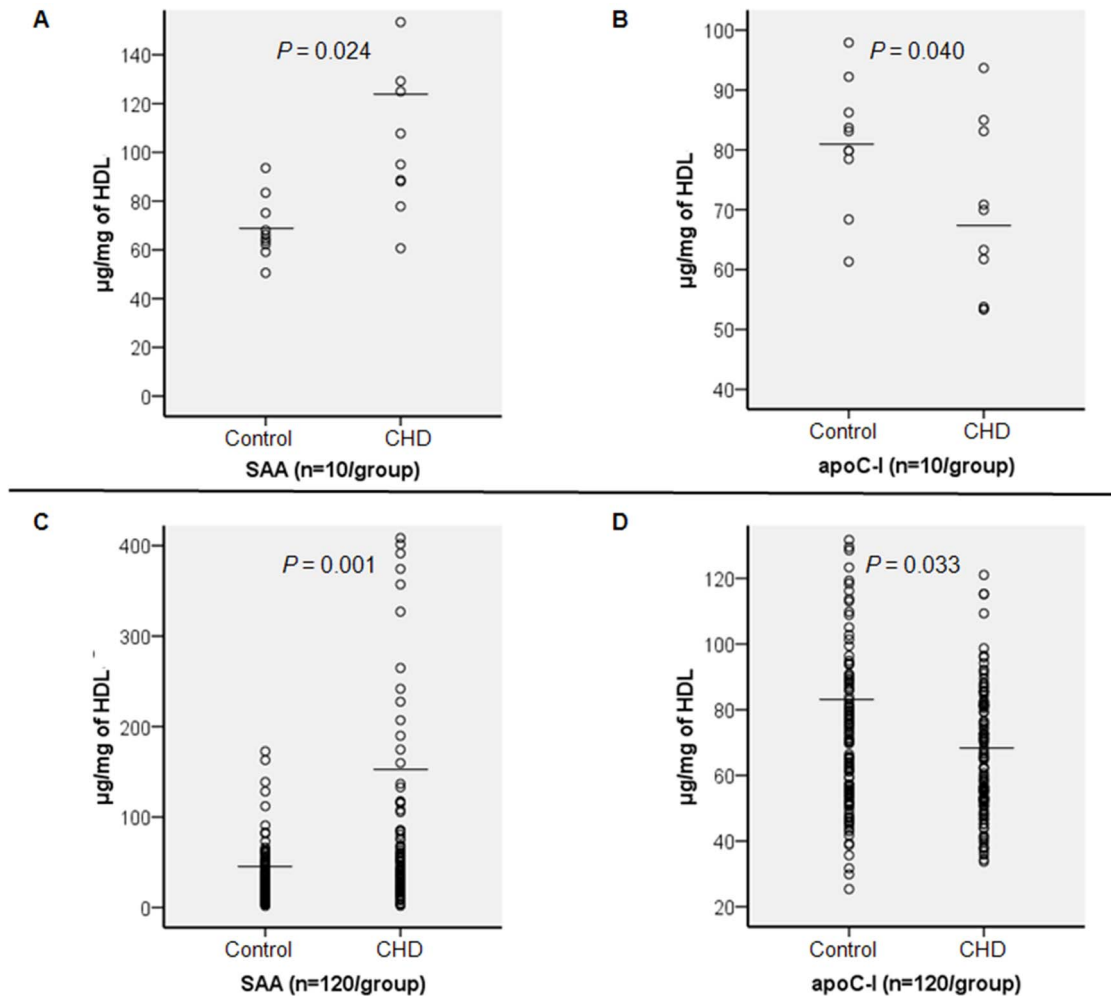 A
P = 0.024
140
120
100
80
60
40
20
0
µg/mg of HDL
Control CHD
SAA (n=10/group)
B
P = 0.040
100
90
80
70
60
50
40
µg/mg of HDL
Control CHD
apoC-I (n=10/group)
C
P = 0.001
400
300
200
100
0
µg/mg of HDL
Control CHD
SAA (n=120/group)
D
P = 0.033
120
100
80
60
40
20
µg/mg of HDL
Control CHD
apoC-I (n=120/group)